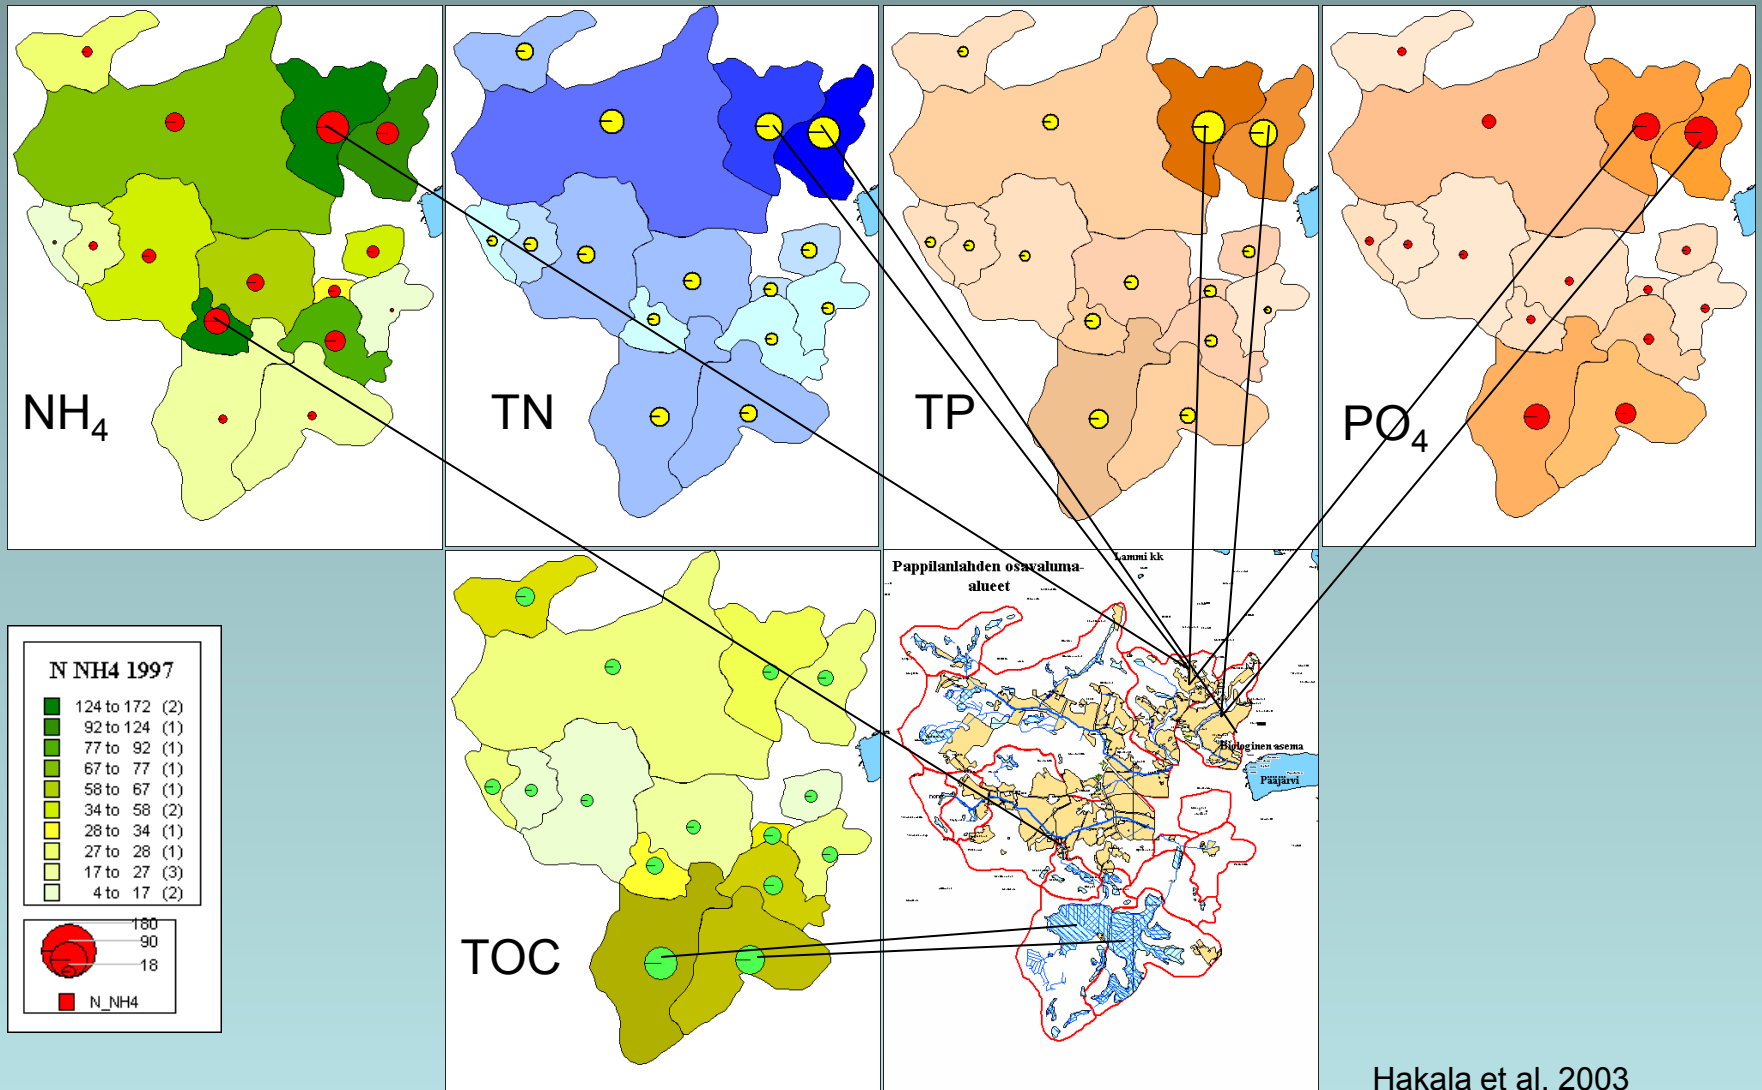 NH4
TN
TP
PO4
TOC
N NH4 1997
124 to 172 (2)
92 to 124 (1)
77 to 92 (1)
67 to 77 (1)
58 to 67 (1)
34 to 58 (2)
28 to 34 (1)
27 to 28 (1)
17 to 27 (3)
4 to 17 (2)
180
90
18
N_NH4
Lammi kk
Pappilanlahden osavaluma-
alueet
Biologinen asema
Pääjärvi
Hakala et al. 2003